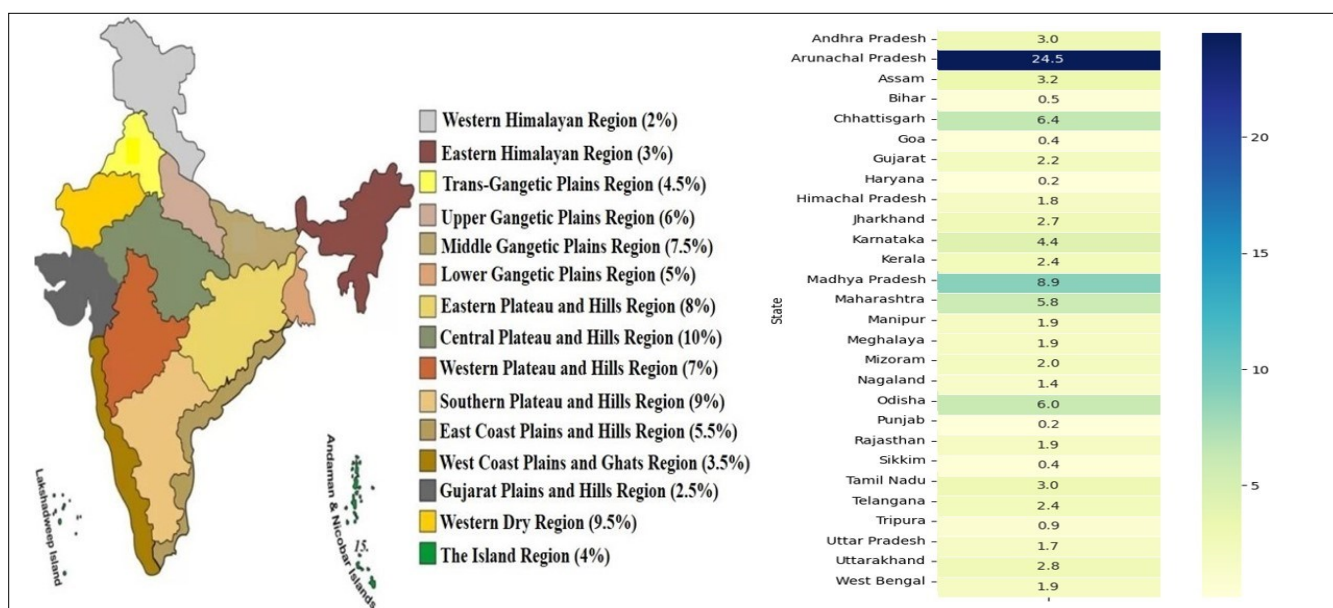 Western Himalayan Region (2%)
Eastern Himalayan Region (3%)
Trans-Gangetic Plains Region (4.5%)
Upper Gangetic Plains Region (6%)
Middle Gangetic Plains Region (7.5%)
Lower Gangetic Plains Region (5%)
Eastern Plateau and Hills Region (8%)
Central Plateau and Hills Region (10%)
Western Plateau and Hills Region (7%)
Southern Plateau and Hills Region (9%)
East Coast Plains and Hills Region (5.5%)
West Coast Plains and Ghats Region (3.5%)
Gujarat Plains and Hills Region (2.5%)
Western Dry Region (9.5%)
The Island Region (4%)
Lakshadweep Island
Andaman & Nicobar Islands
15.
State
Andhra Pradesh 3.0
Arunachal Pradesh 24.5
Assam 3.2
Bihar 0.5
Chhattisgarh 6.4
Goa 0.4
Gujarat 2.2
Haryana 0.2
Himachal Pradesh 1.8
Jharkhand 2.7
Karnataka 4.4
Kerala 2.4
Madhya Pradesh 8.9
Maharashtra 5.8
Manipur 1.9
Meghalaya 1.9
Mizoram 2.0
Nagaland 1.4
Odisha 6.0
Punjab 0.2
Rajasthan 1.9
Sikkim 0.4
Tamil Nadu 3.0
Telangana 2.4
Tripura 0.9
Uttar Pradesh 1.7
Uttarakhand 2.8
West Bengal 1.9
20
15
10
5